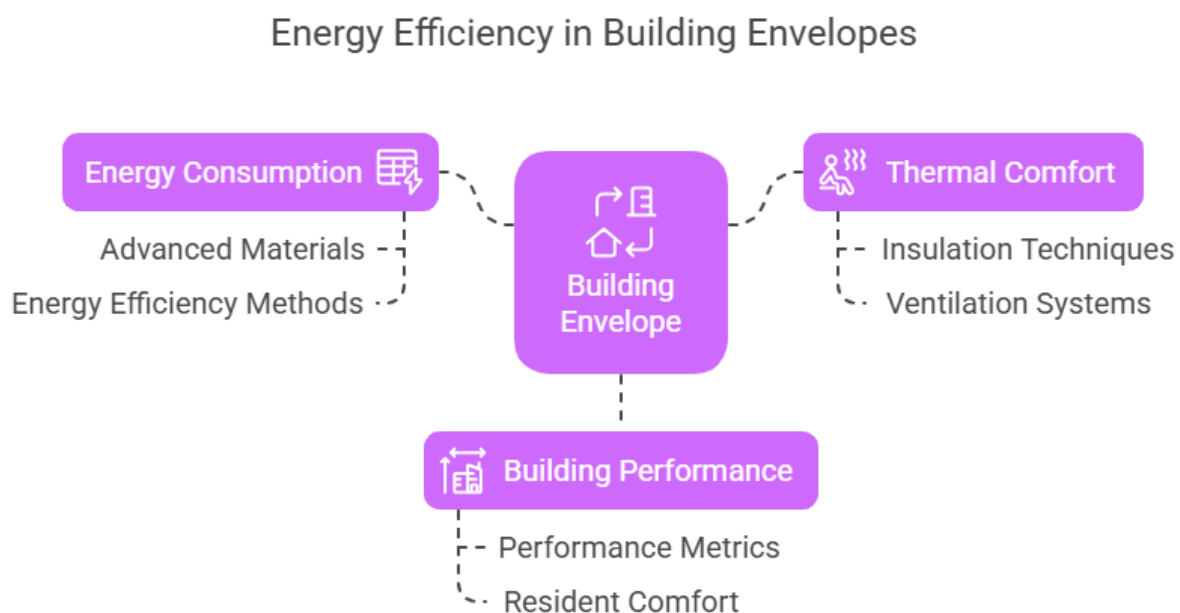 Energy Efficiency in Building Envelopes
Energy Consumption
Advanced Materials
Energy Efficiency Methods
Building
Envelope
Thermal Comfort
Insulation Techniques
Ventilation Systems
Building Performance
Performance Metrics
Resident Comfort